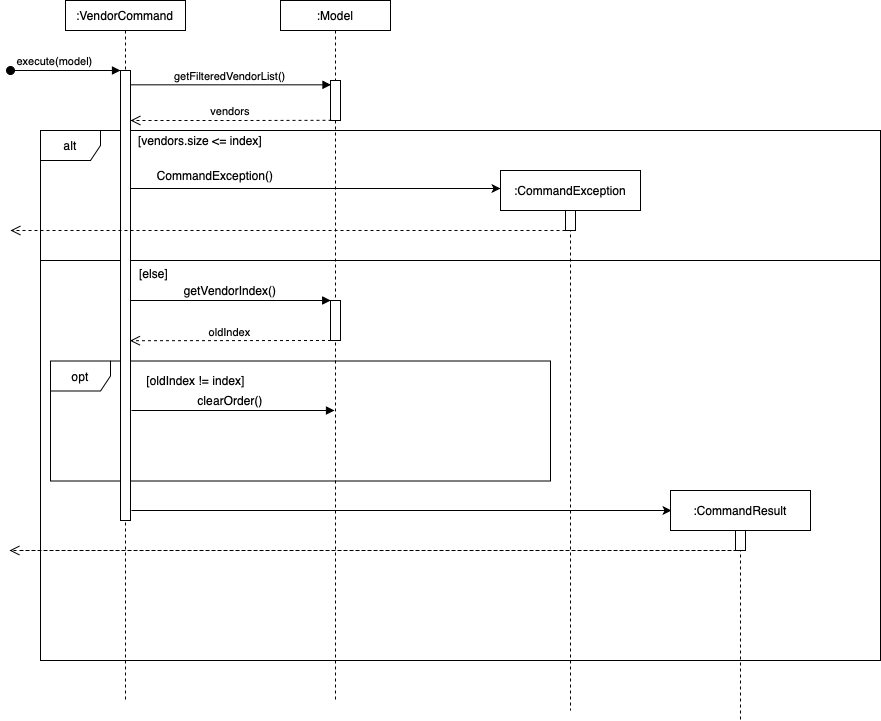 :VendorCommand
:Model
execute(model)
getFilteredVendorList()
vendors
alt
[vendors.size <= index]
CommandException()
:CommandException
[else]
getVendorIndex()
oldIndex
opt
[oldIndex != index]
clearOrder()
:CommandResult